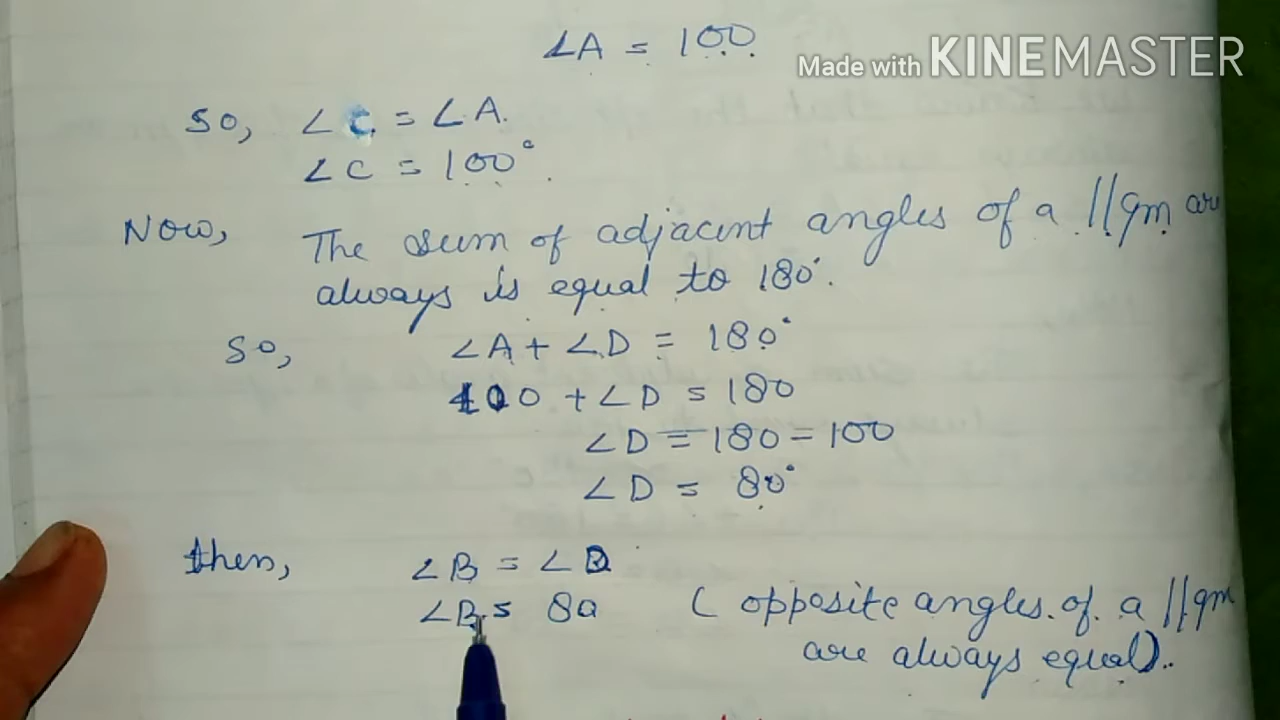 ∠A = 100
Made with KINEMASTER
so, ∠C = ∠A.
∠C = 100°.
Now, The sum of adjacent angles of a ||gm are
always is equal to 180°.
so, ∠A + ∠D = 180°
100 + ∠D = 180
∠D = 180 = 100
∠D = 80°
then, ∠B = ∠D
∠B = 80 ( opposite angles of a ||gm
are always equal)..